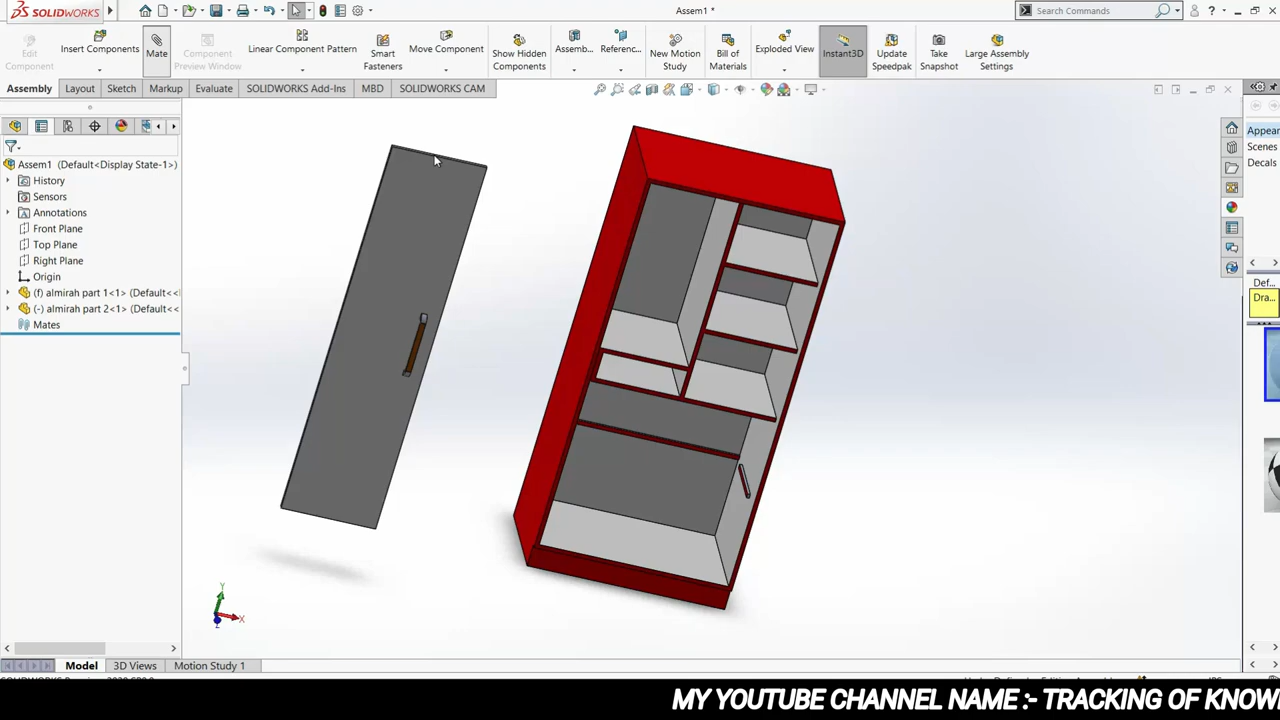 SOLIDWORKS
Assem1 *
Search Commands
Edit Component
Insert Components
Mate
Component Preview Window
Linear Component Pattern
Smart Fasteners
Move Component
Show Hidden Components
Assemb...
Referenc...
New Motion Study
Bill of Materials
Exploded View
Instant3D
Update Speedpak
Take Snapshot
Large Assembly Settings
Assembly
Layout
Sketch
Markup
Evaluate
SOLIDWORKS Add-Ins
MBD
SOLIDWORKS CAM
Appear
Scenes
Decals
Assem1 (Default<Display State-1>)
History
Sensors
Annotations
Front Plane
Top Plane
Right Plane
Origin
(f) almirah part 1<1> (Default<<
(-) almirah part 2<1> (Default<<
Mates
Def...
Dra...
Y
X
Z
Model
3D Views
Motion Study 1
MY YOUTUBE CHANNEL NAME :- TRACKING OF KNOW